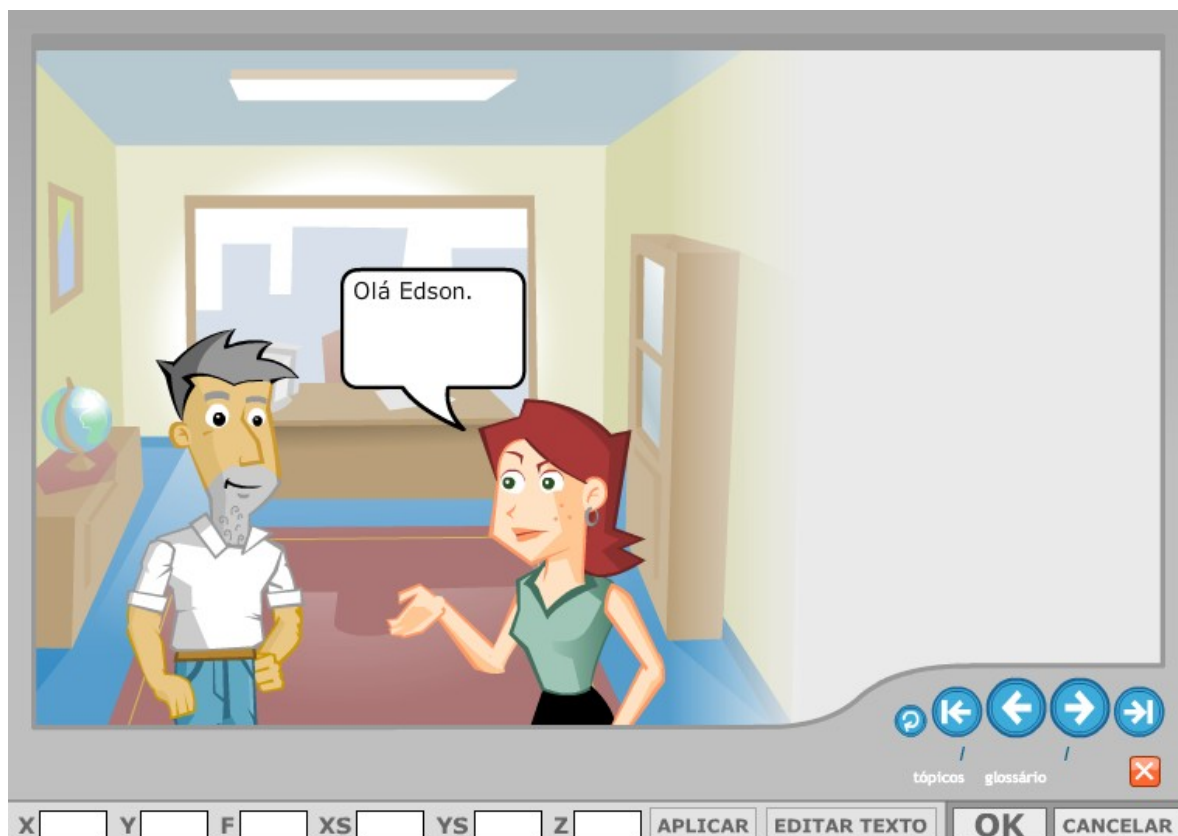 Olá Edson.
/ /
tópicos glossário
X Y F XS YS Z APLICAR EDITAR TEXTO OK CANCELAR